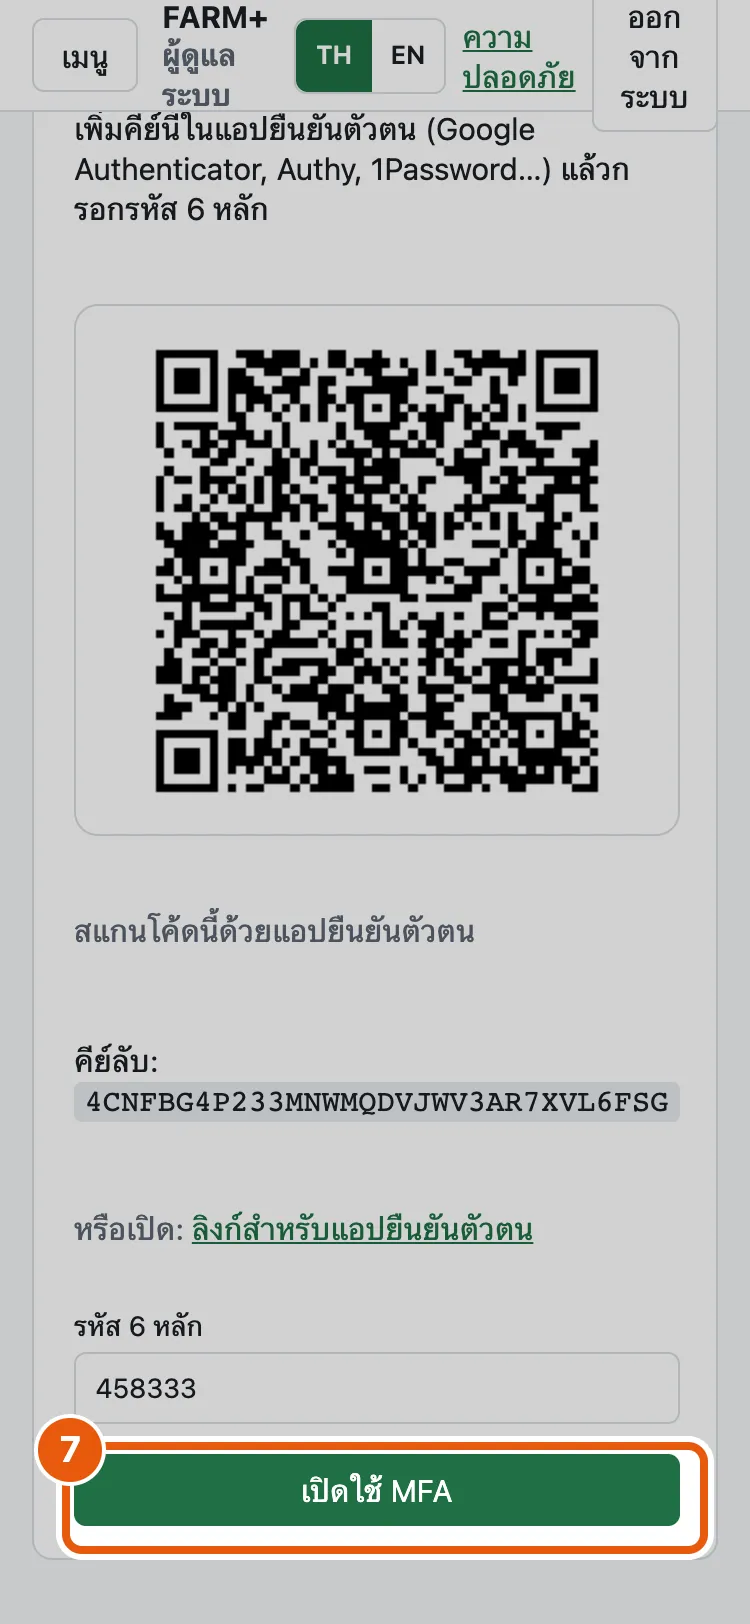 เมนู
FARM+
ผู้ดูแล
ระบบ
TH
EN
ความ
ปลอดภัย
ออก
จาก
ระบบ
เพิ่มคีย์นี้ในแอปยืนยันตัวตน (Google
Authenticator, Authy, 1Password...) แล้วก
รอกรหัส 6 หลัก
สแกนโค้ดนี้ด้วยแอปยืนยันตัวตน
คีย์ลับ:
4CNFBG4P233MNWMQDVJWV3AR7XVL6FSG
หรือเปิด: ลิงก์สำหรับแอปยืนยันตัวตน
รหัส 6 หลัก
458333
7
เปิดใช้ MFA